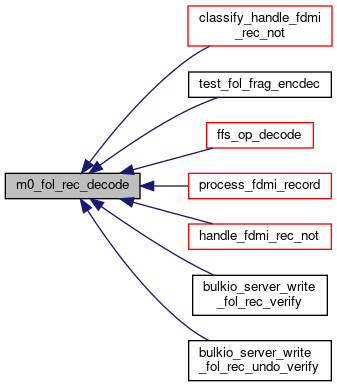 classify_handle_fdmi
_rec_not
test_fol_frag_encdec
ffs_op_decode
m0_fol_rec_decode
process_fdmi_record
handle_fdmi_rec_not
bulkio_server_write
_fol_rec_verify
bulkio_server_write
_fol_rec_undo_verify